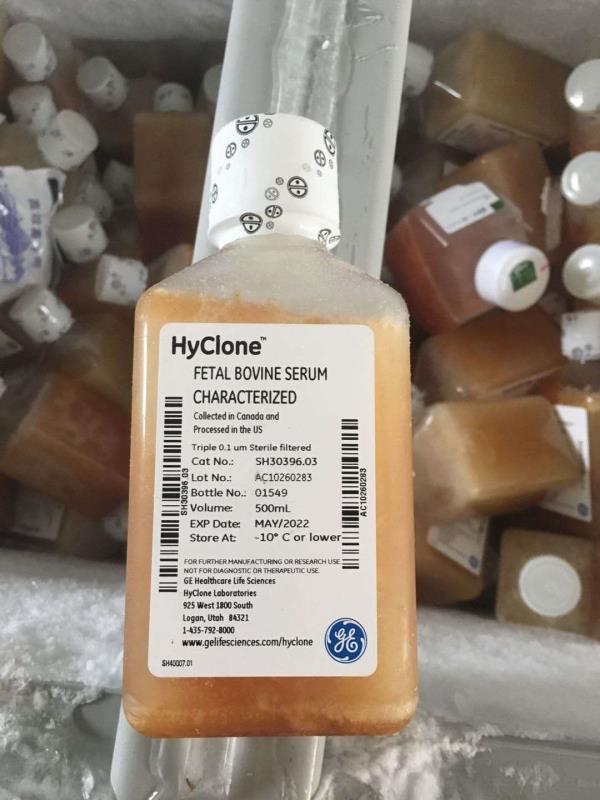 HyClone™
FETAL BOVINE SERUM
CHARACTERIZED
Collected in Canada and
Processed in the US
Triple 0.1 um Sterile filtered
Cat No.: SH30396.03
Lot No.: AC10260283
Bottle No.: 01549
Volume: 500mL
EXP Date: MAY/2022
Store At: -10° C or lower
FOR FURTHER MANUFACTURING OR RESEARCH USE
NOT FOR DIAGNOSTIC OR THERAPEUTIC USE.
GE Healthcare Life Sciences
HyClone Laboratories
925 West 1800 South
Logan, Utah 84321
1-435-792-8000
www.gelifesciences.com/hyclone
SH40007.01
SH30396.03
AC10260283
GE